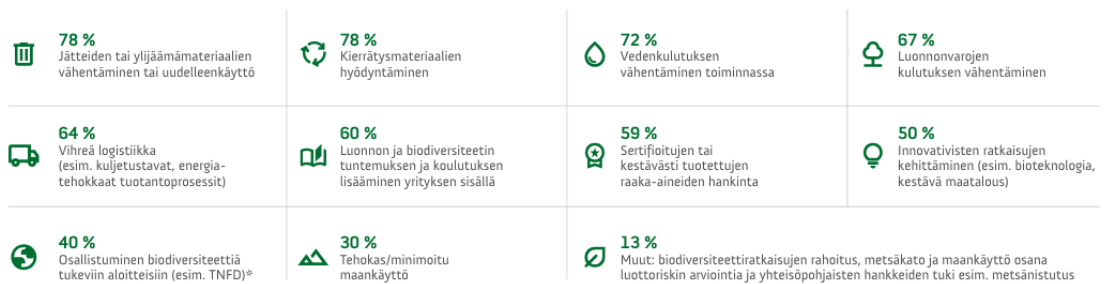 78 %
Jätteiden tai ylijäämämateriaalien
vähentäminen tai uudelleenkäyttö
78 %
Kierrätysmateriaalien
hyödyntäminen
72 %
Vedenkulutuksen
vähentäminen toiminnassa
67 %
Luonnonvarojen
kulutuksen vähentäminen
64 %
Vihreä logistiikka
(esim. kuljetustavat, energia-
tehokkaat tuotantoprosessit)
60 %
Luonnon ja biodiversiteetin
tuntemuksen ja koulutuksen
lisääminen yrityksen sisällä
59 %
Sertifioitujen tai
kestävästi tuotettujen
raaka-aineiden hankinta
50 %
Innovativisten ratkaisujen
kehittäminen (esim. bioteknologia,
kestävä maatalous)
40 %
Osallistuminen biodiversiteettiä
tukeviin aloitteisiin (esim. TNFD)*
30 %
Tehokas/minimoitu
maankäyttö
13 %
Muut: biodiversiteettiratkaisujen rahoitus, metsäkato ja maankäyttö osana
luottoriskin arviointia ja yhteisöpohjaisten hankkeiden tuki esim. metsänistutus